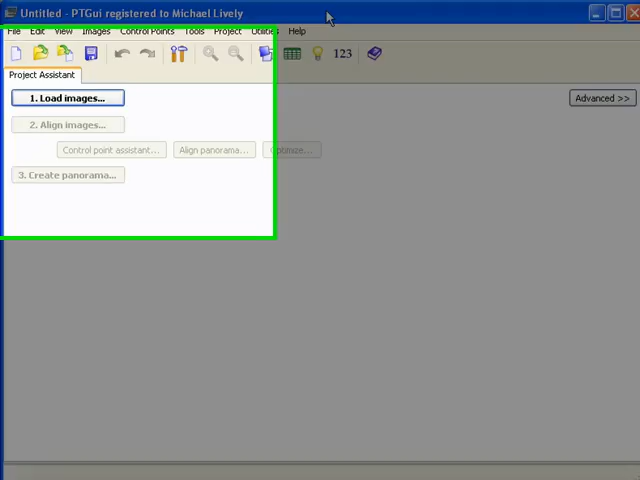 Untitled - PTGui registered to Michael Lively
File Edit View Images Control Points Tools Project Utilities Help
123
Project Assistant
1. Load images...
Advanced >>
2. Align images...
Control point assistant... Align panorama... Optimize...
3. Create panorama...